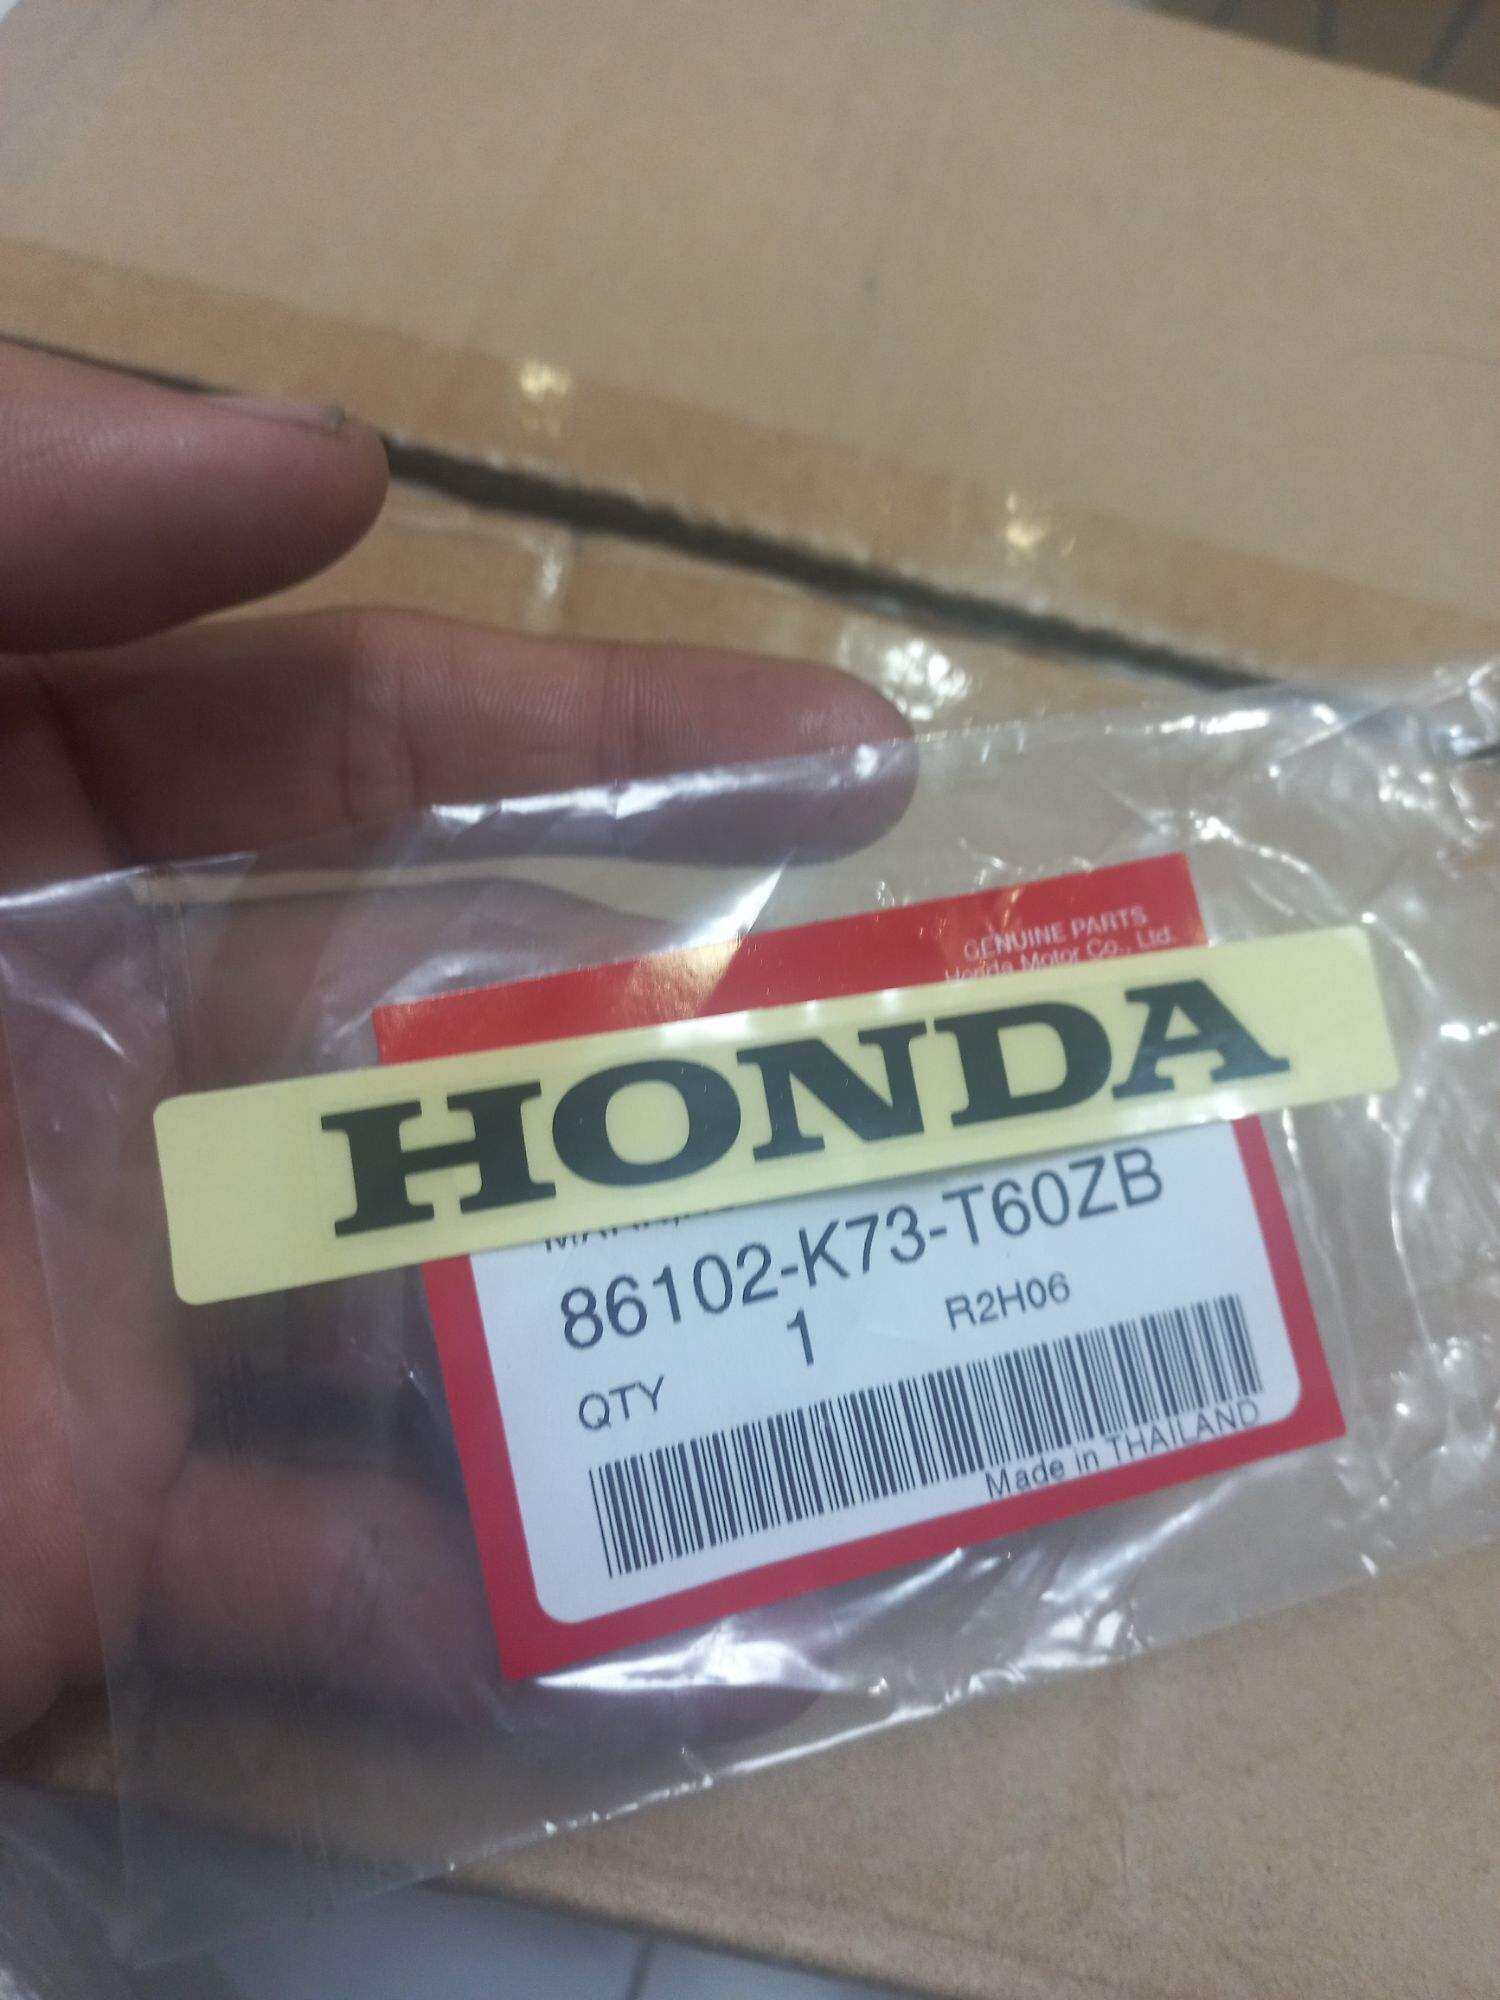 GENUINE PARTS
Honda Motor Co., Ltd.
HONDA
86102-K73-T60ZB
1 R2H06
QTY
Made in THAILAND